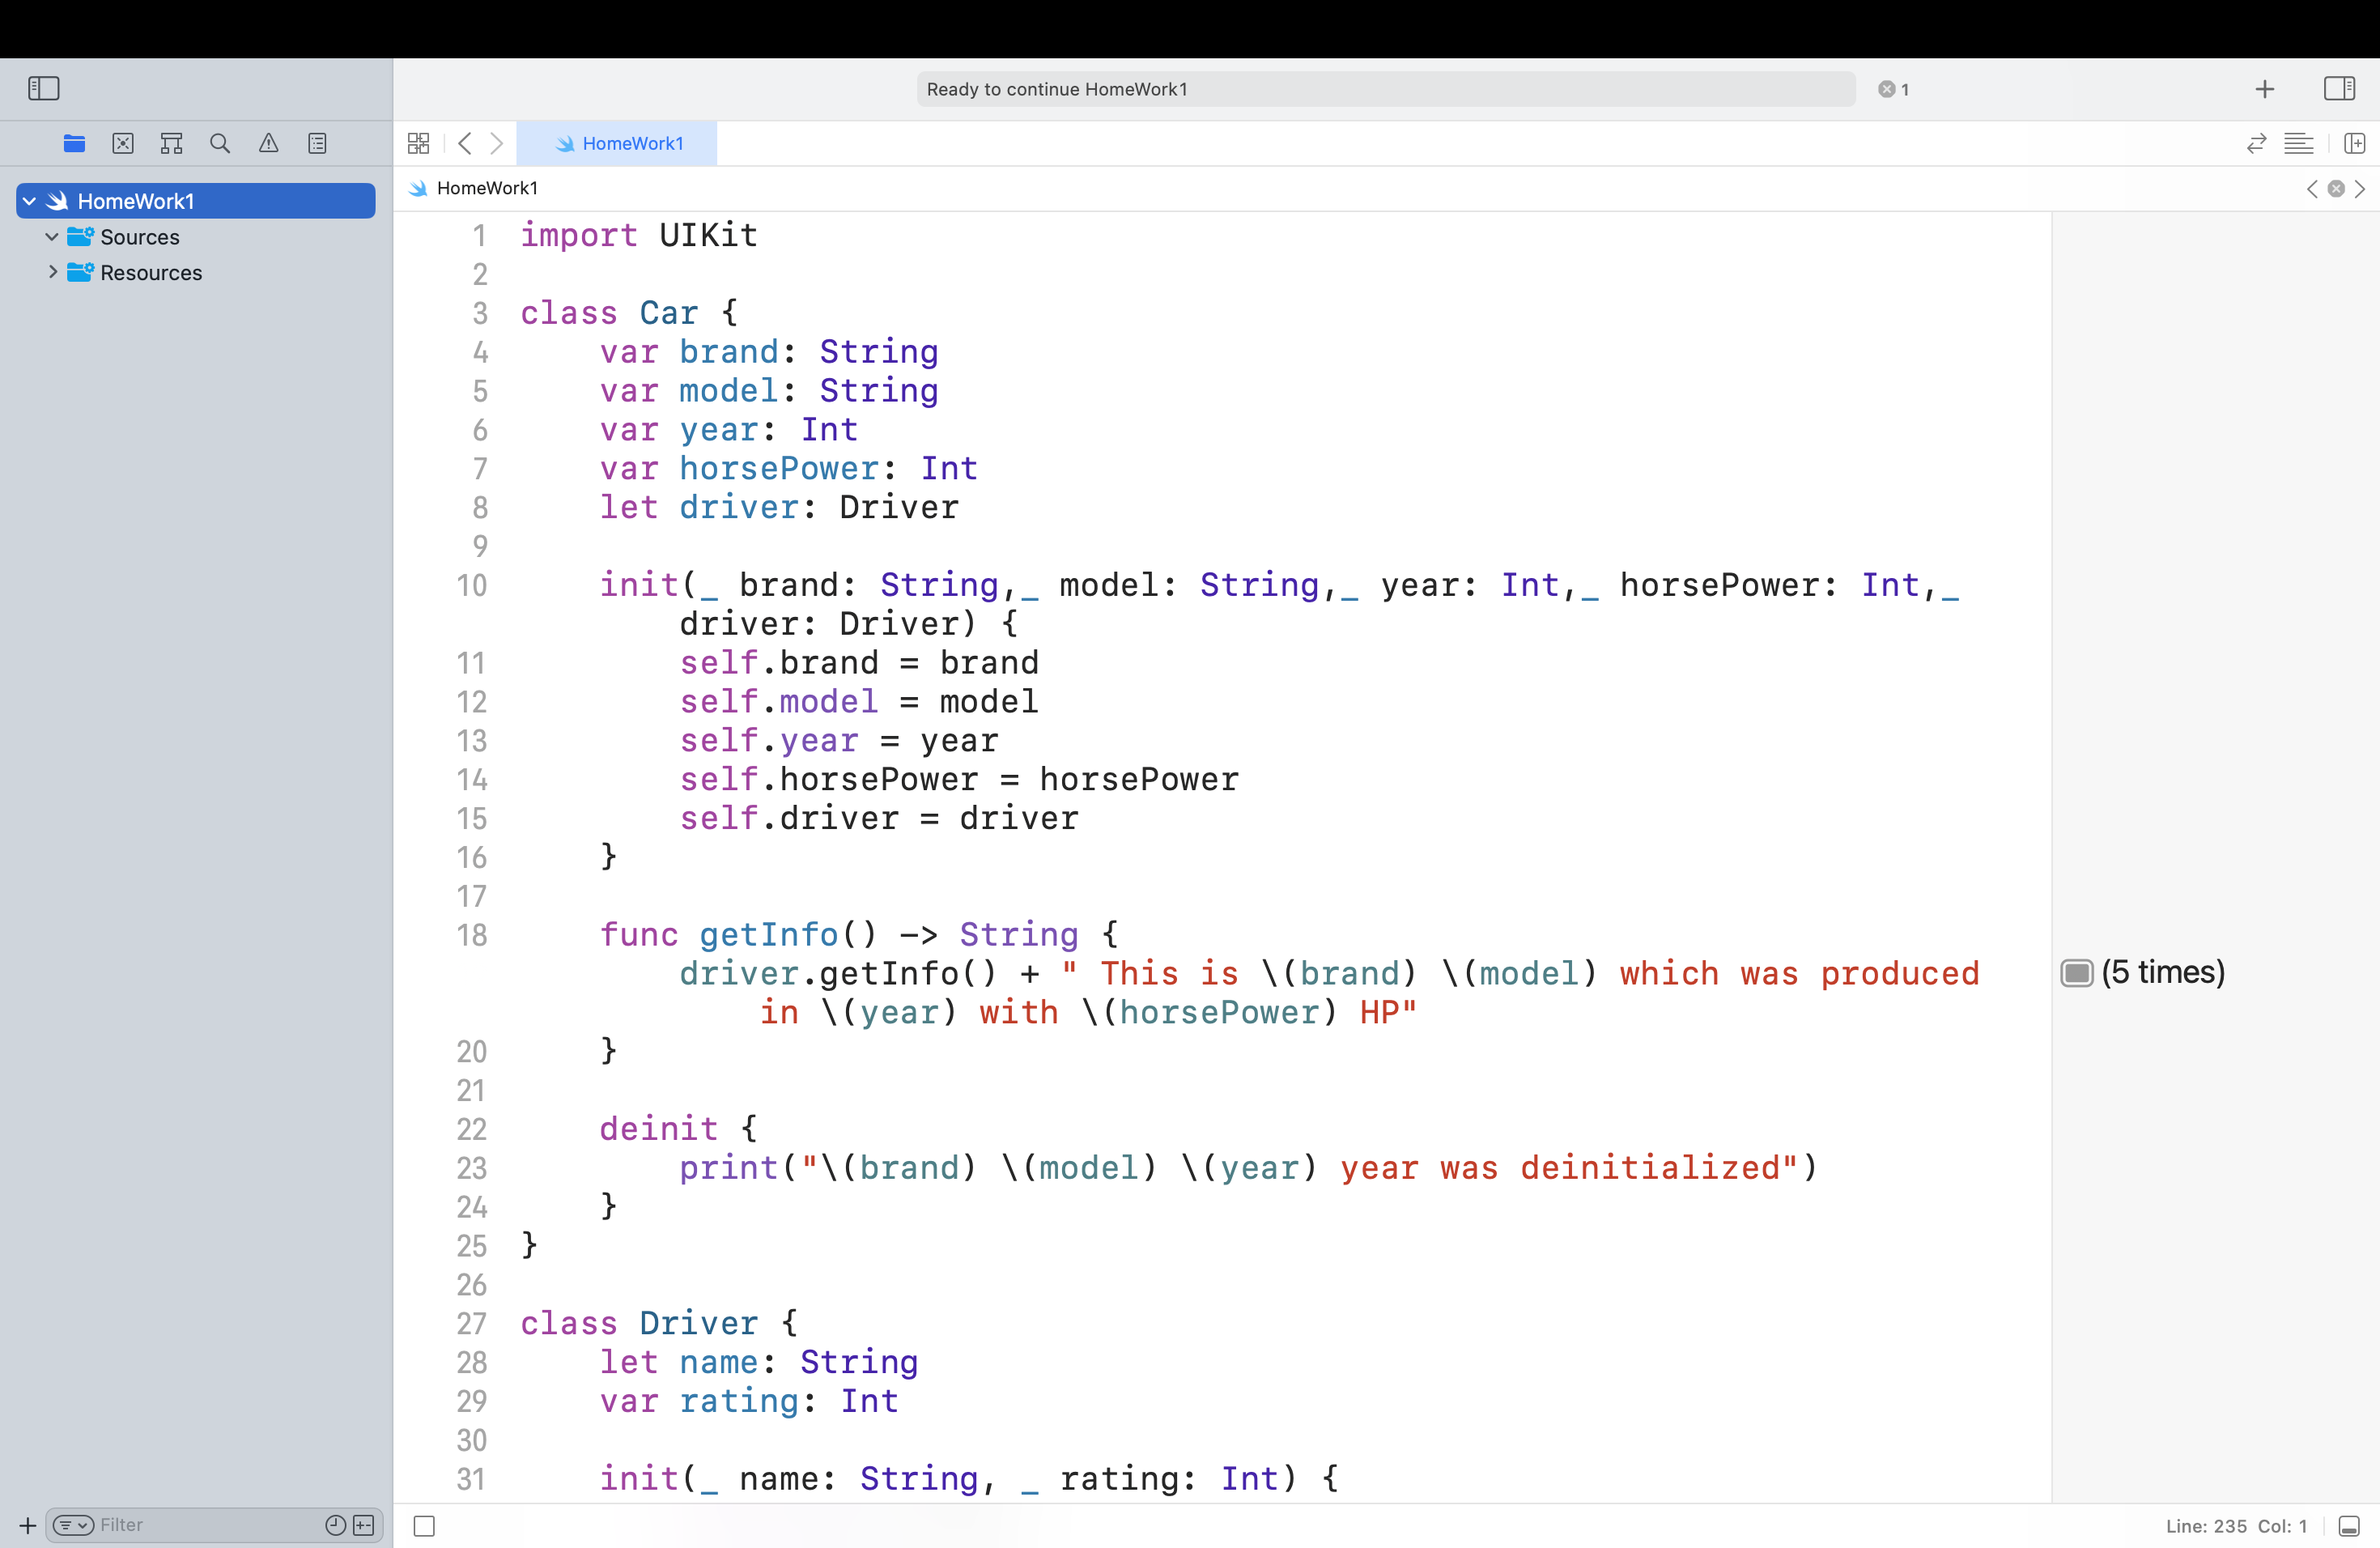 Ready to continue HomeWork1
1
HomeWork1
HomeWork1
HomeWork1
Sources
Resources
1 import UIKit
2
3 class Car {
4 var brand: String
5 var model: String
6 var year: Int
7 var horsePower: Int
8 let driver: Driver
9
10 init(_ brand: String,_ model: String,_ year: Int,_ horsePower: Int,_
driver: Driver) {
11 self.brand = brand
12 self.model = model
13 self.year = year
14 self.horsePower = horsePower
15 self.driver = driver
16 }
17
18 func getInfo() -> String {
driver.getInfo() + " This is \(brand) \(model) which was produced
(5 times)
in \(year) with \(horsePower) HP"
20 }
21
22 deinit {
23 print("\(brand) \(model) \(year) year was deinitialized")
24 }
25 }
26
27 class Driver {
28 let name: String
29 var rating: Int
30
31 init(_ name: String, _ rating: Int) {
Filter
Line: 235 Col: 1